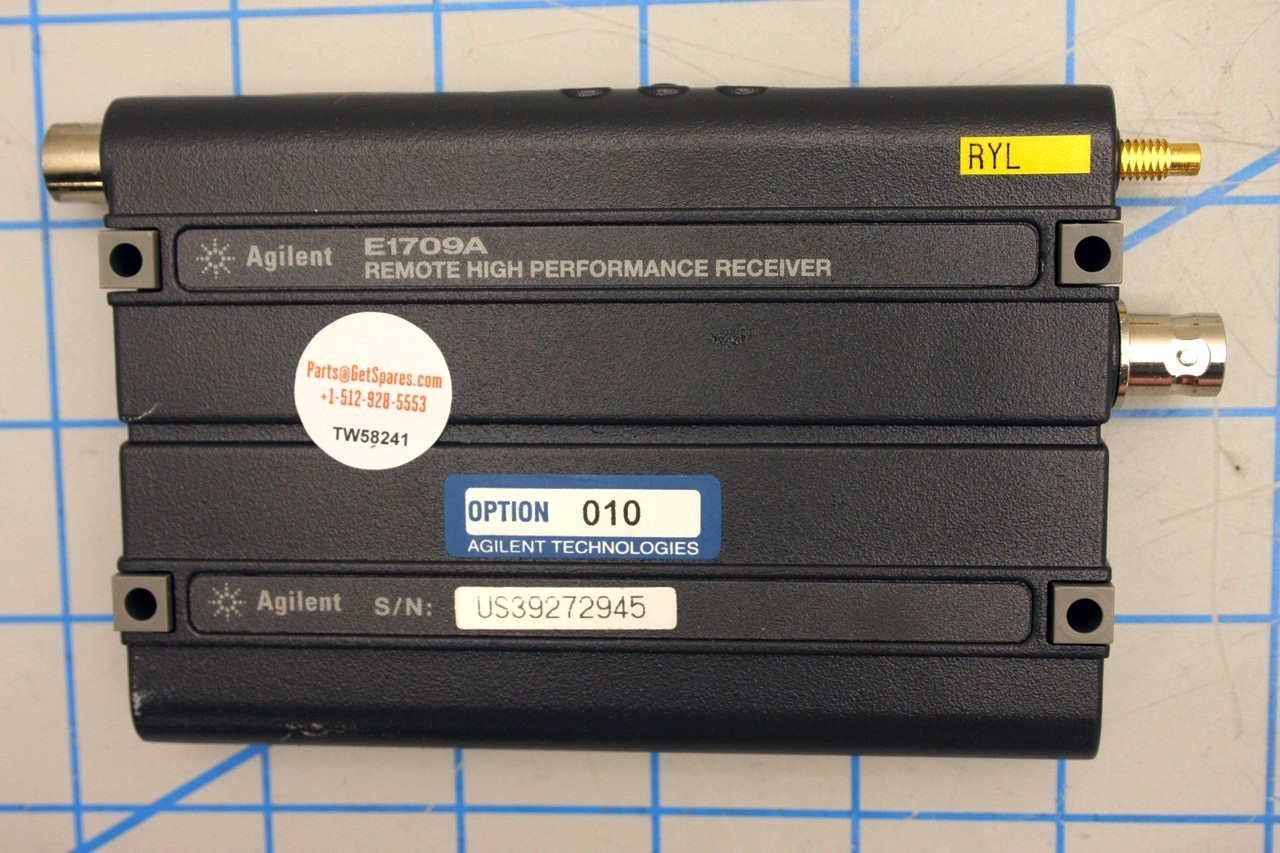 RYL
Agilent E1709A
REMOTE HIGH PERFORMANCE RECEIVER
Parts@GetSpares.com
+1-512-928-5553
TW58241
OPTION 010
AGILENT TECHNOLOGIES
Agilent S/N: US39272945